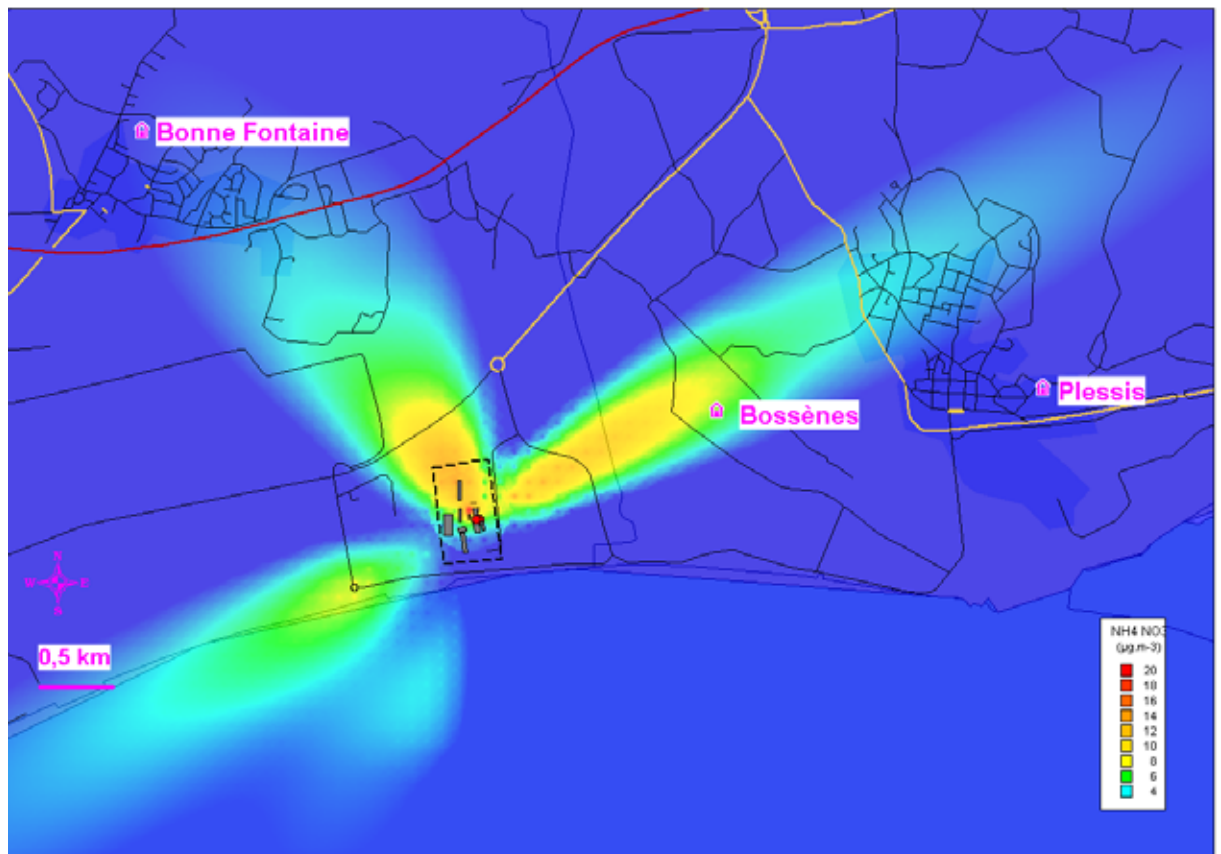 Bonne Fontaine
Plessis
Bossènes
N
W E
S
0,5 km
NH4 NO3
(µg.m-3)
20
18
16
14
12
10
8
6
4